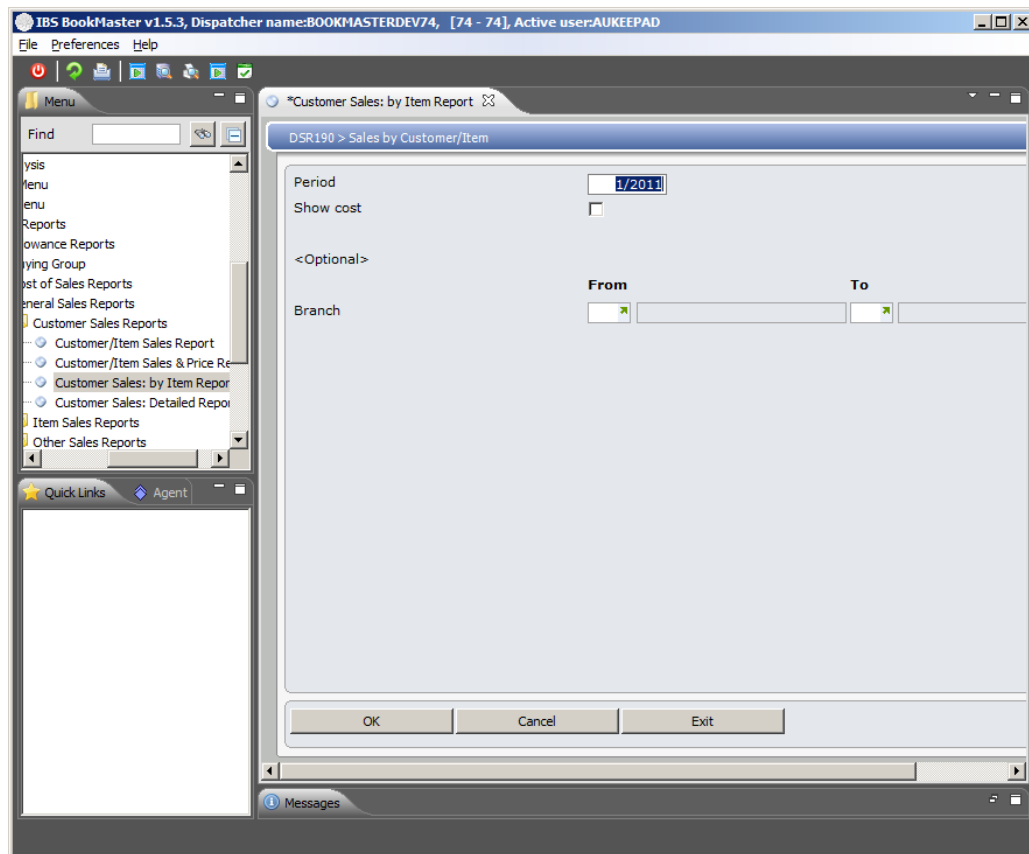 IBS BookMaster v1.5.3, Dispatcher name:BOOKMASTERDEV74, [74 - 74], Active user:AUKEEPAD
File Preferences Help
Menu
*Customer Sales: by Item Report
Find
DSR190 > Sales by Customer/Item
ysis
Menu
enu
Reports
owance Reports
ying Group
ost of Sales Reports
eneral Sales Reports
Customer Sales Reports
Customer/Item Sales Report
Customer/Item Sales & Price Re
Customer Sales: by Item Repor
Customer Sales: Detailed Repor
Item Sales Reports
Other Sales Reports
Period 1/2011
Show cost
<Optional>
From To
Branch
OK Cancel Exit
Quick Links Agent
Messages